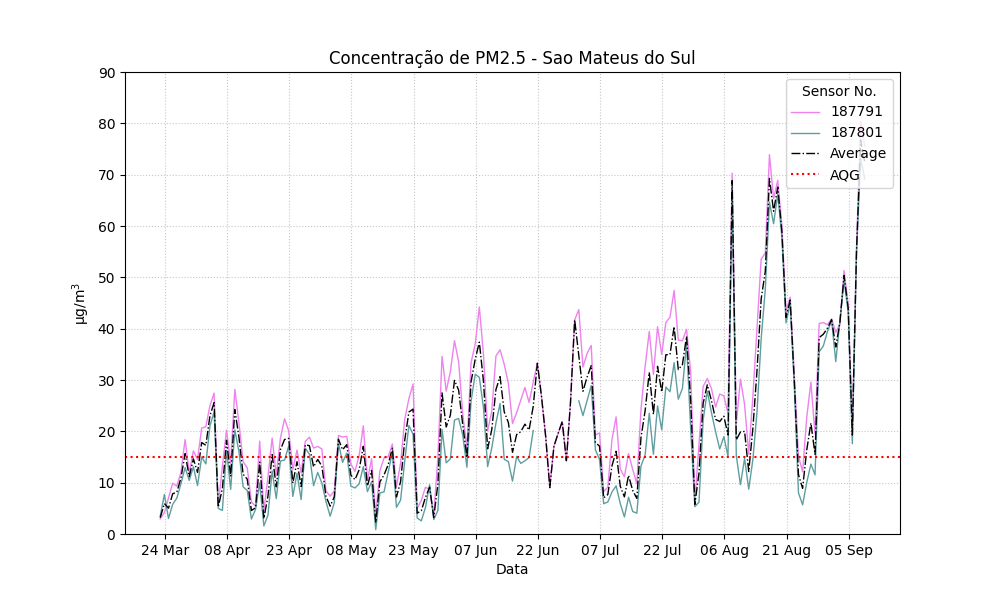 Concentração de PM2.5 - Sao Mateus do Sul
Sensor No.
187791
187801
Average
AQG
µg/m³
90
80
70
60
50
40
30
20
10
0
24 Mar 08 Apr 23 Apr 08 May 23 May 07 Jun 22 Jun 07 Jul 22 Jul 06 Aug 21 Aug 05 Sep
Data